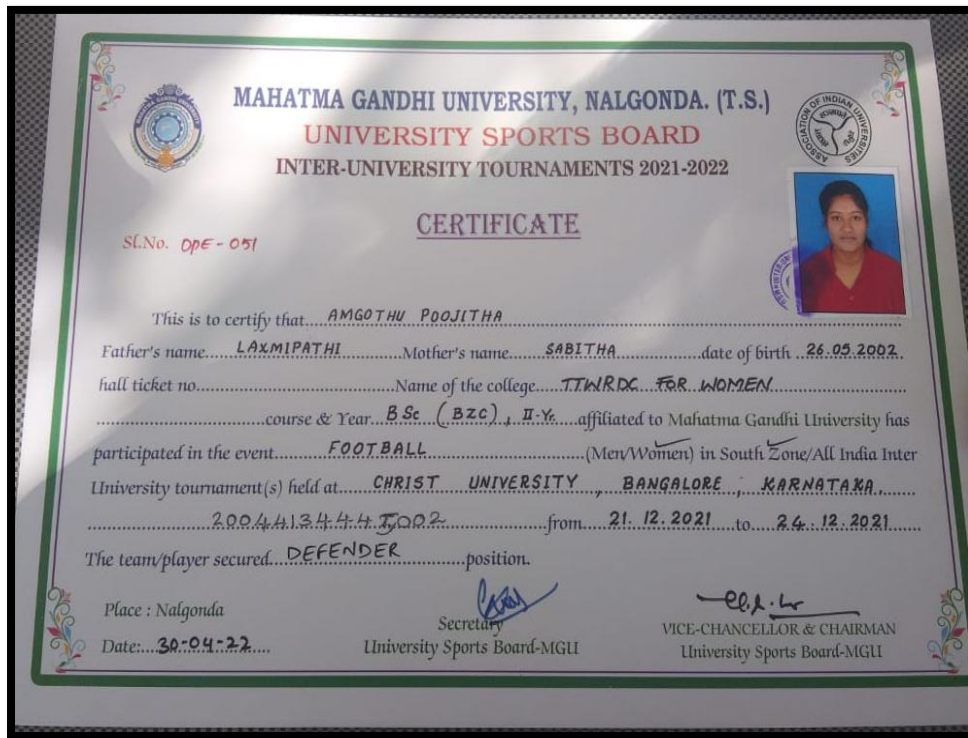 MAHATMA GANDHI UNIVERSITY, NALGONDA. (T.S.)
UNIVERSITY SPORTS BOARD
INTER-UNIVERSITY TOURNAMENTS 2021-2022
ASSOCIATION OF INDIAN UNIVERSITIES
CERTIFICATE
Sl.No. DPE-051
This is to certify that AMGOTHU POOJITHA
Father's name LAXMIPATHI Mother's name SABITHA date of birth 26.05.2002.
hall ticket no. Name of the college TTWRDC FOR WOMEN
course & Year BSc (BZC), II-Yr. affiliated to Mahatma Gandhi University has
participated in the event FOOTBALL (Men/Women) in South Zone/All India Inter
University tournament(s) held at CHRIST UNIVERSITY, BANGALORE, KARNATAKA.
from 21.12.2021 to 24.12.2021
The team/player secured DEFENDER position.
Place : Nalgonda
Date: 30-04-22
Secretary
University Sports Board-MGU
VICE-CHANCELLOR & CHAIRMAN
University Sports Board-MGU